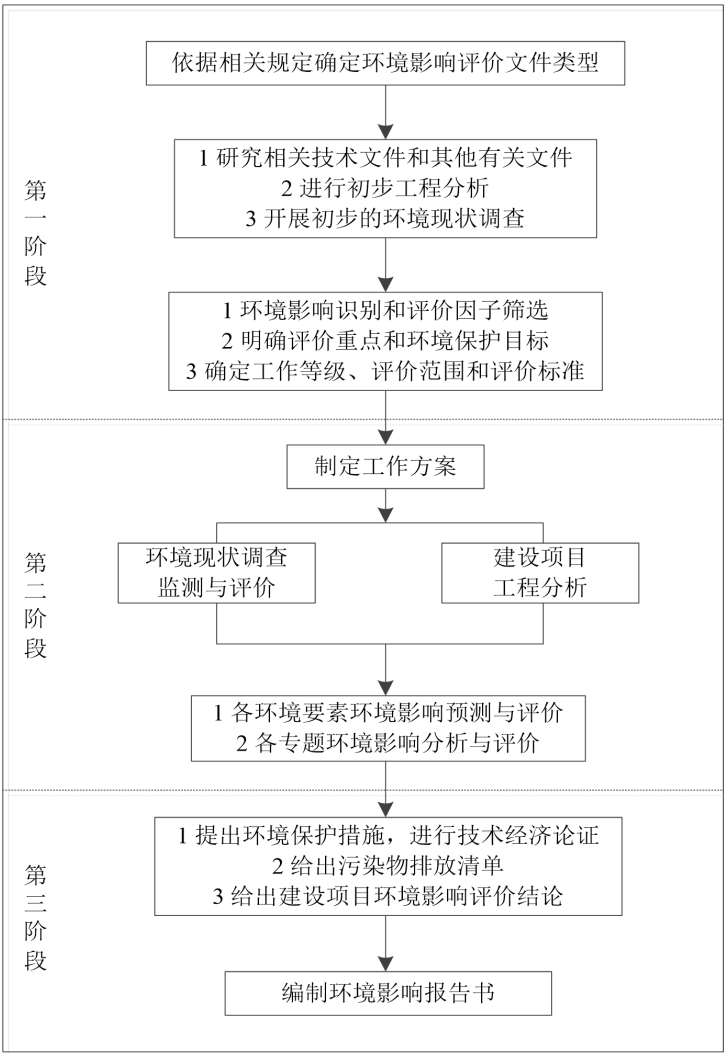 依据相关规定确定环境影响评价文件类型
第一阶段
1 研究相关技术文件和其他有关文件
2 进行初步工程分析
3 开展初步的环境现状调查
1 环境影响识别和评价因子筛选
2 明确评价重点和环境保护目标
3 确定工作等级、评价范围和评价标准
第二阶段
制定工作方案
环境现状调查
监测与评价
建设项目
工程分析
1 各环境要素环境影响预测与评价
2 各专题环境影响分析与评价
第三阶段
1 提出环境保护措施，进行技术经济论证
2 给出污染物排放清单
3 给出建设项目环境影响评价结论
编制环境影响报告书